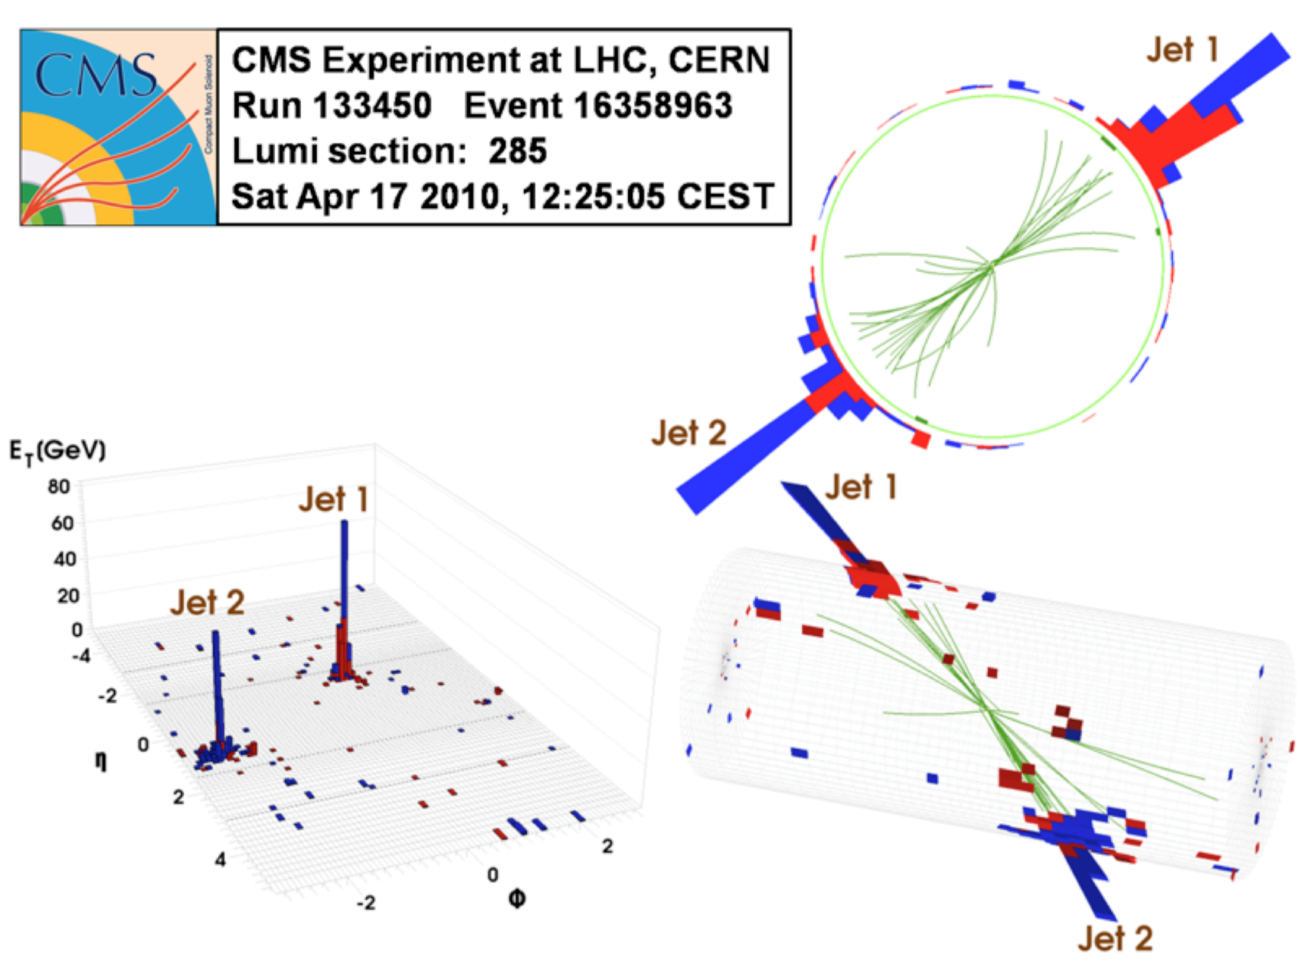 CMS
Compact Muon Solenoid
CMS Experiment at LHC, CERN
Run 133450 Event 16358963
Lumi section: 285
Sat Apr 17 2010, 12:25:05 CEST
Jet 1
Jet 2
E_T(GeV)
80
60
40
20
0
-4
-2
0
2
4
η
-2
0
2
Φ
Jet 1
Jet 2
Jet 1
Jet 2